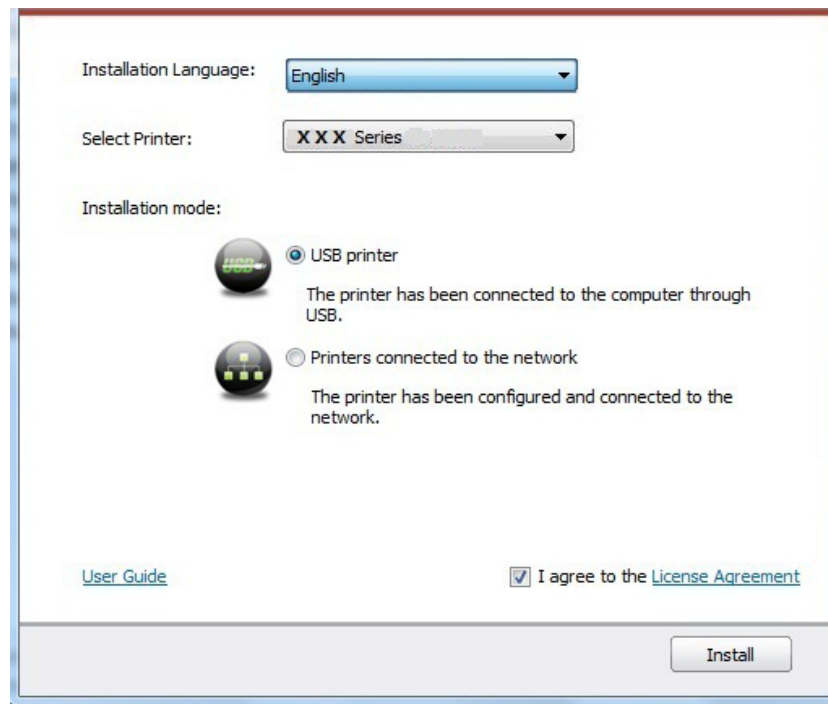 Installation Language:
English
Select Printer:
X X X Series
Installation mode:
USB
USB printer
The printer has been connected to the computer through
USB.
Printers connected to the network
The printer has been configured and connected to the
network.
User Guide
I agree to the License Agreement
Install